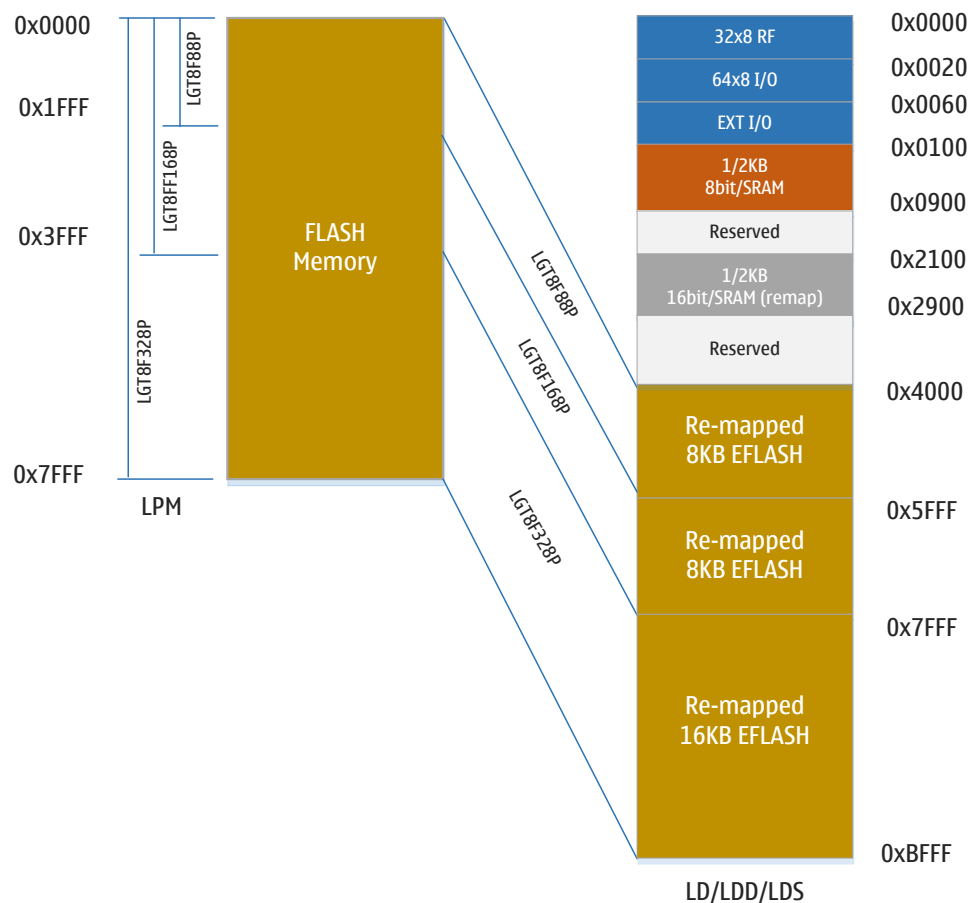 0x0000
0x1FFF
0x3FFF
0x7FFF
LGT8F88P
LGT8FF168P
LGT8F328P
LPM
FLASH
Memory
LGT8F88P
LGT8F168P
LGT8F328P
32x8 RF
64x8 I/O
EXT I/O
1/2KB
8bit/SRAM
Reserved
1/2KB
16bit/SRAM (remap)
Reserved
Re-mapped
8KB EFLASH
Re-mapped
8KB EFLASH
Re-mapped
16KB EFLASH
LD/LDD/LDS
0x0000
0x0020
0x0060
0x0100
0x0900
0x2100
0x2900
0x4000
0x5FFF
0x7FFF
0xBFFF